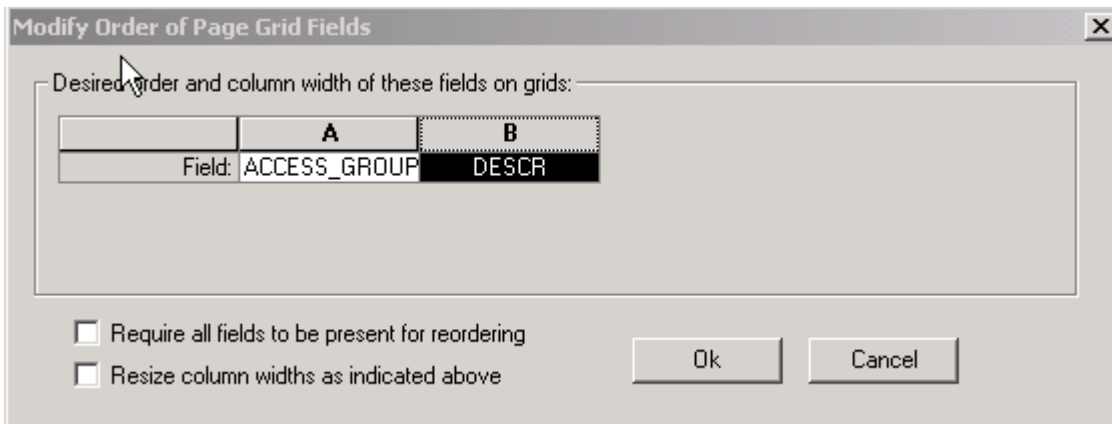 Modify Order of Page Grid Fields
Desired order and column width of these fields on grids:
A B
Field: ACCESS_GROUP DESCR
Require all fields to be present for reordering
Resize column widths as indicated above
Ok Cancel